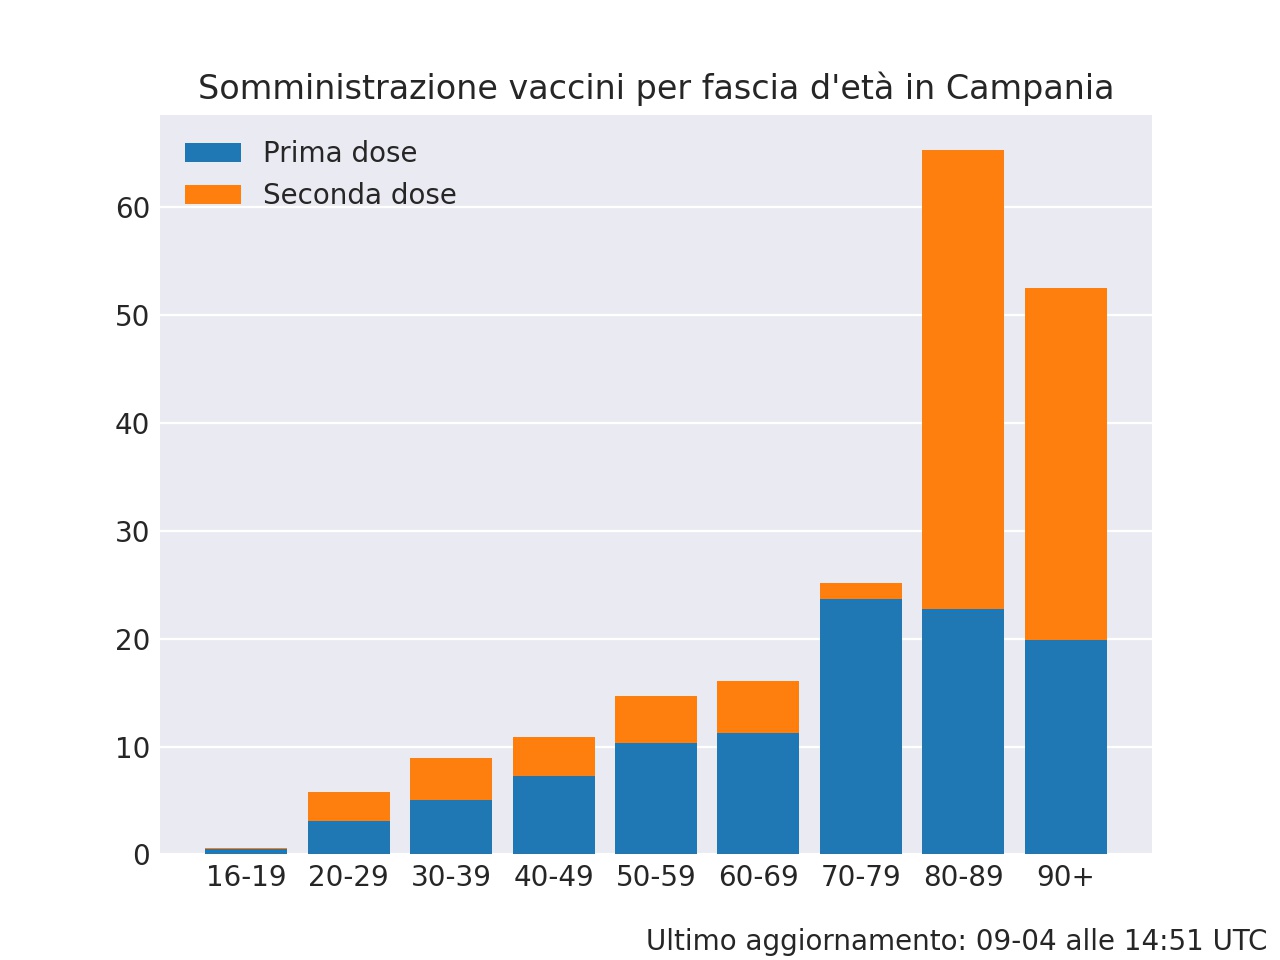 Somministrazione vaccini per fascia d'età in Campania
Prima dose
Seconda dose
60
50
40
30
20
10
0
16-19 20-29 30-39 40-49 50-59 60-69 70-79 80-89 90+
Ultimo aggiornamento: 09-04 alle 14:51 UTC